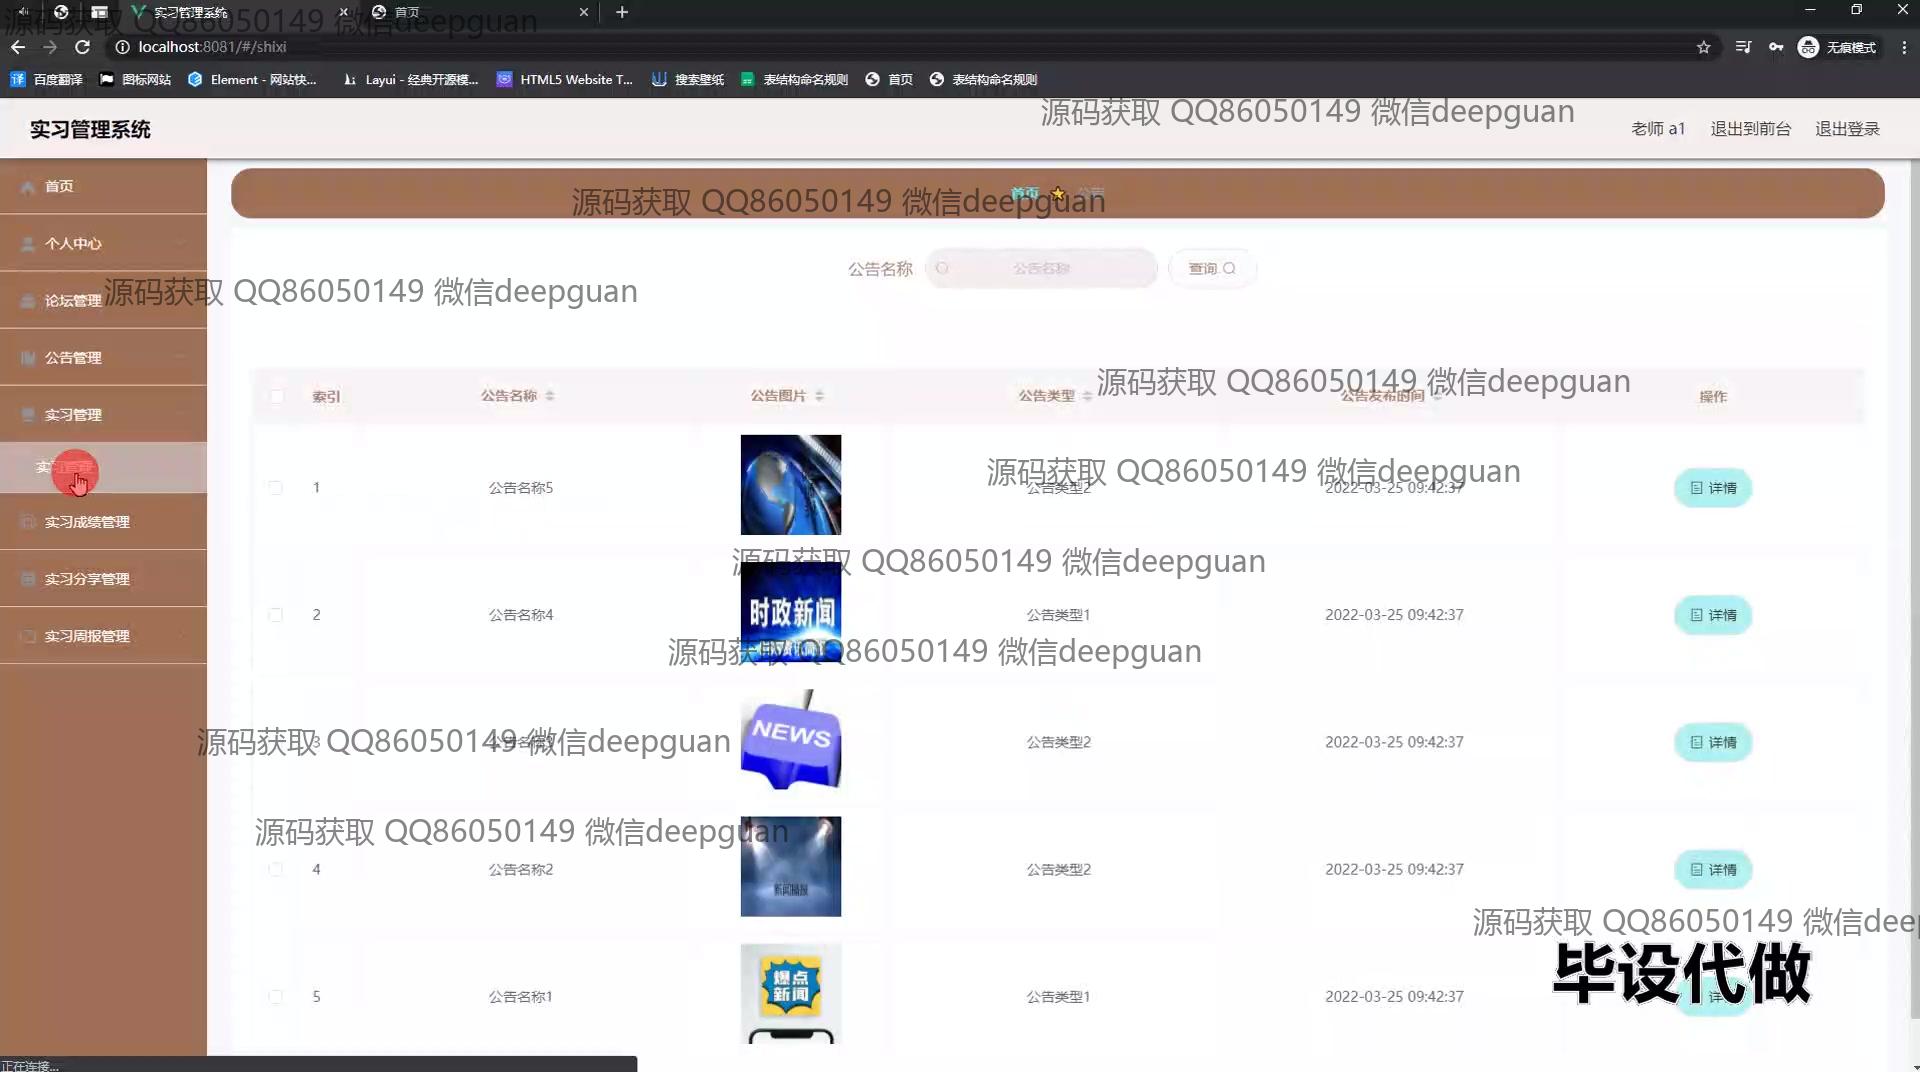 实习管理系统
首页
localhost:8081/#/shixi
无痕模式
百度翻译
图标网站
Element - 网站快...
Layui - 经典开源模...
HTML5 Website T...
搜索壁纸
表结构命名规则
首页
表结构命名规则
源码获取 QQ86050149 微信deepguan
实习管理系统
源码获取 QQ86050149 微信deepguan
老师 a1
退出到前台
退出登录
首页
首页
公告
源码获取 QQ86050149 微信deepguan
个人中心
公告名称
公告名称
查询
论坛管理
源码获取 QQ86050149 微信deepguan
公告管理
源码获取 QQ86050149 微信deepguan
索引
公告名称
公告图片
公告类型
公告发布时间
操作
实习管理
实习管理
源码获取 QQ86050149 微信deepguan
1
公告名称5
公告类型2
2022-03-25 09:42:37
详情
实习成绩管理
源码获取 QQ86050149 微信deepguan
实习分享管理
2
公告名称4
时政新闻
公告类型1
2022-03-25 09:42:37
详情
实习周报管理
源码获取 QQ86050149 微信deepguan
3
NEWS
公告类型2
2022-03-25 09:42:37
详情
源码获取 QQ86050149 微信deepguan
源码获取 QQ86050149 微信deepguan
4
公告名称2
新闻播报
公告类型2
2022-03-25 09:42:37
详情
源码获取 QQ86050149 微信deep
毕设代做
5
公告名称1
爆点
新闻
公告类型1
2022-03-25 09:42:37
详
正在连接...